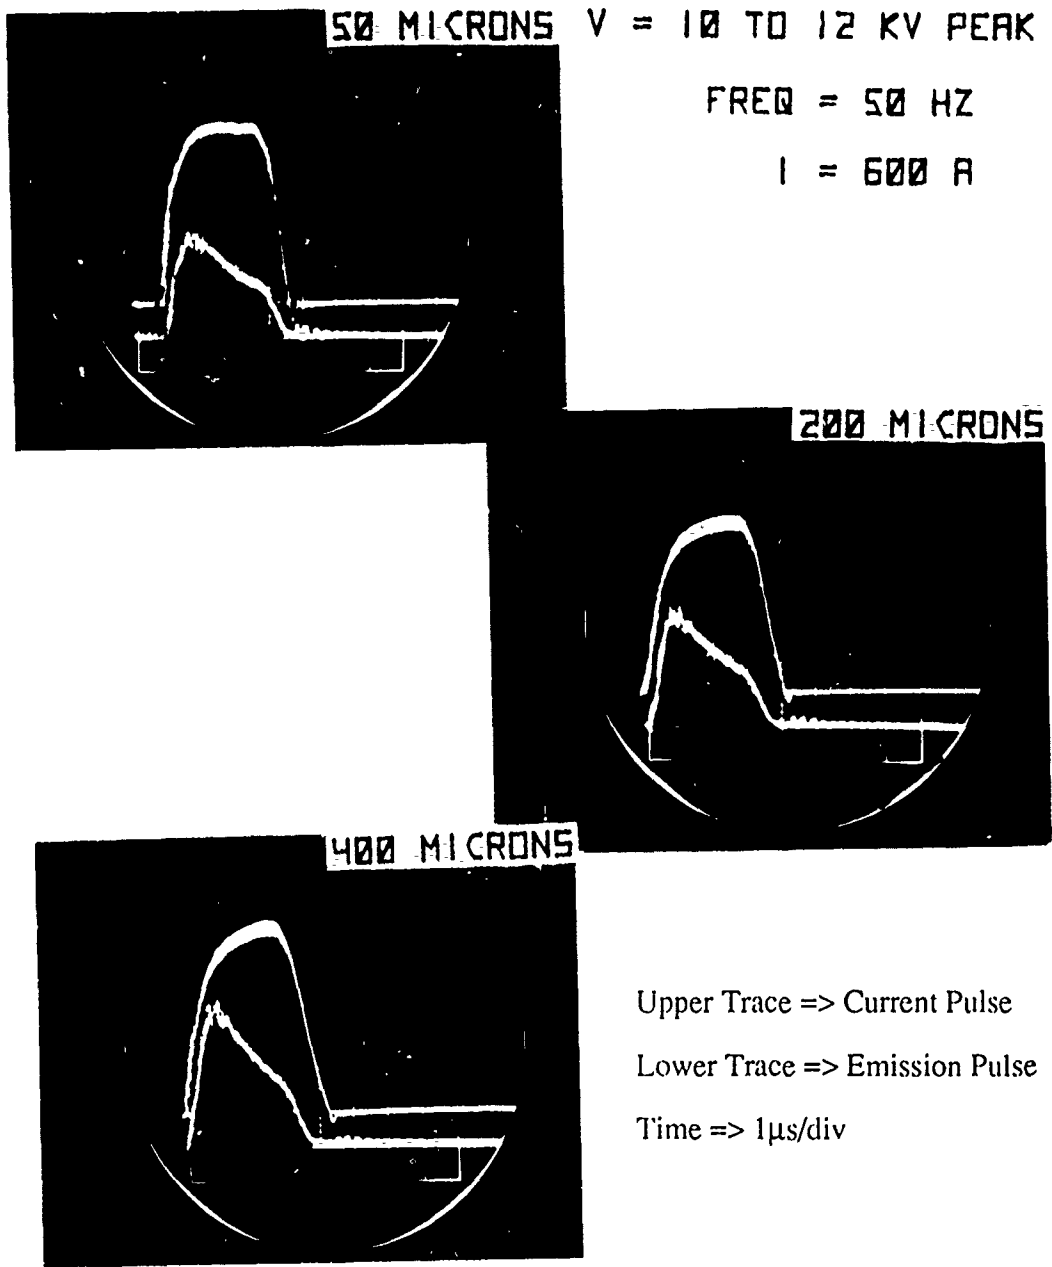 50 MICRONS V = 10 TO 12 KV PEAK
FREQ = 50 HZ
I = 600 A
200 MICRONS
400 MICRONS
Upper Trace => Current Pulse
Lower Trace => Emission Pulse
Time => 1μs/div